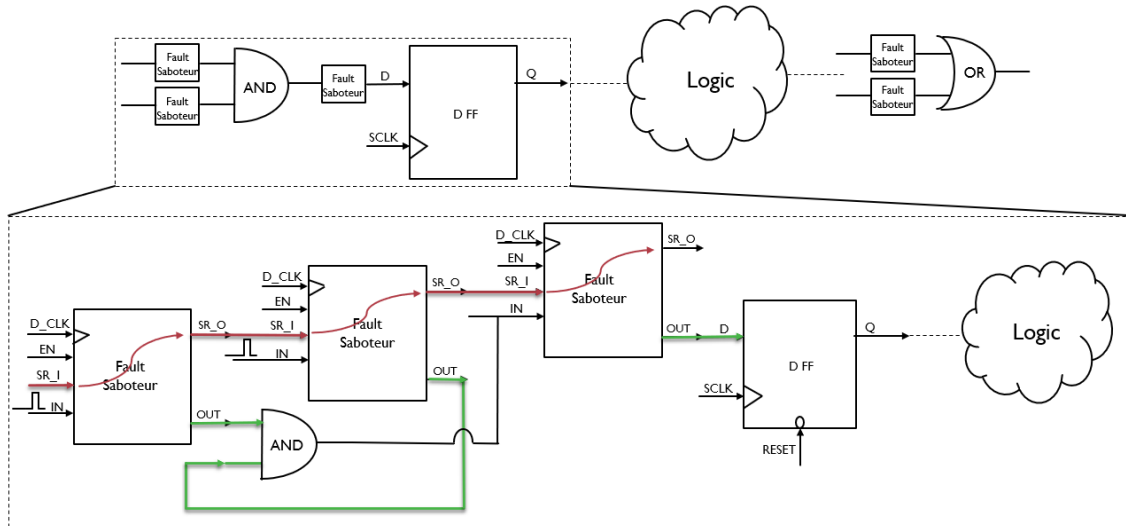 Fault
Saboteur
Fault
Saboteur
AND
Fault
Saboteur
D
Q
D FF
SCLK
Logic
Fault
Saboteur
Fault
Saboteur
OR
D_CLK
EN
SR_I
IN
Fault
Saboteur
SR_O
OUT
D_CLK
EN
SR_I
IN
Fault
Saboteur
SR_O
OUT
AND
D_CLK
EN
SR_I
IN
Fault
Saboteur
SR_O
OUT
D
Q
D FF
SCLK
RESET
Logic